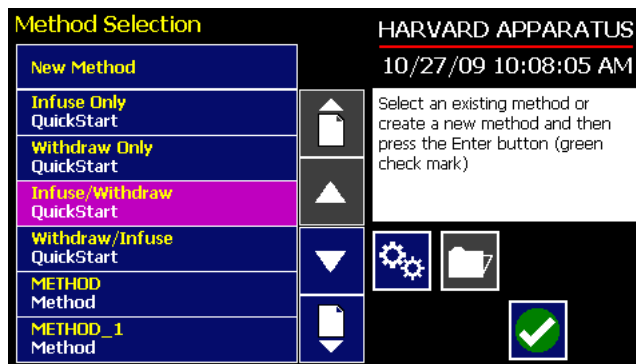 Method Selection
New Method
Infuse Only
QuickStart
Withdraw Only
QuickStart
Infuse/Withdraw
QuickStart
Withdraw/Infuse
QuickStart
METHOD
Method
METHOD_1
Method
HARVARD APPARATUS
10/27/09 10:08:05 AM
Select an existing method or
create a new method and then
press the Enter button (green
check mark)